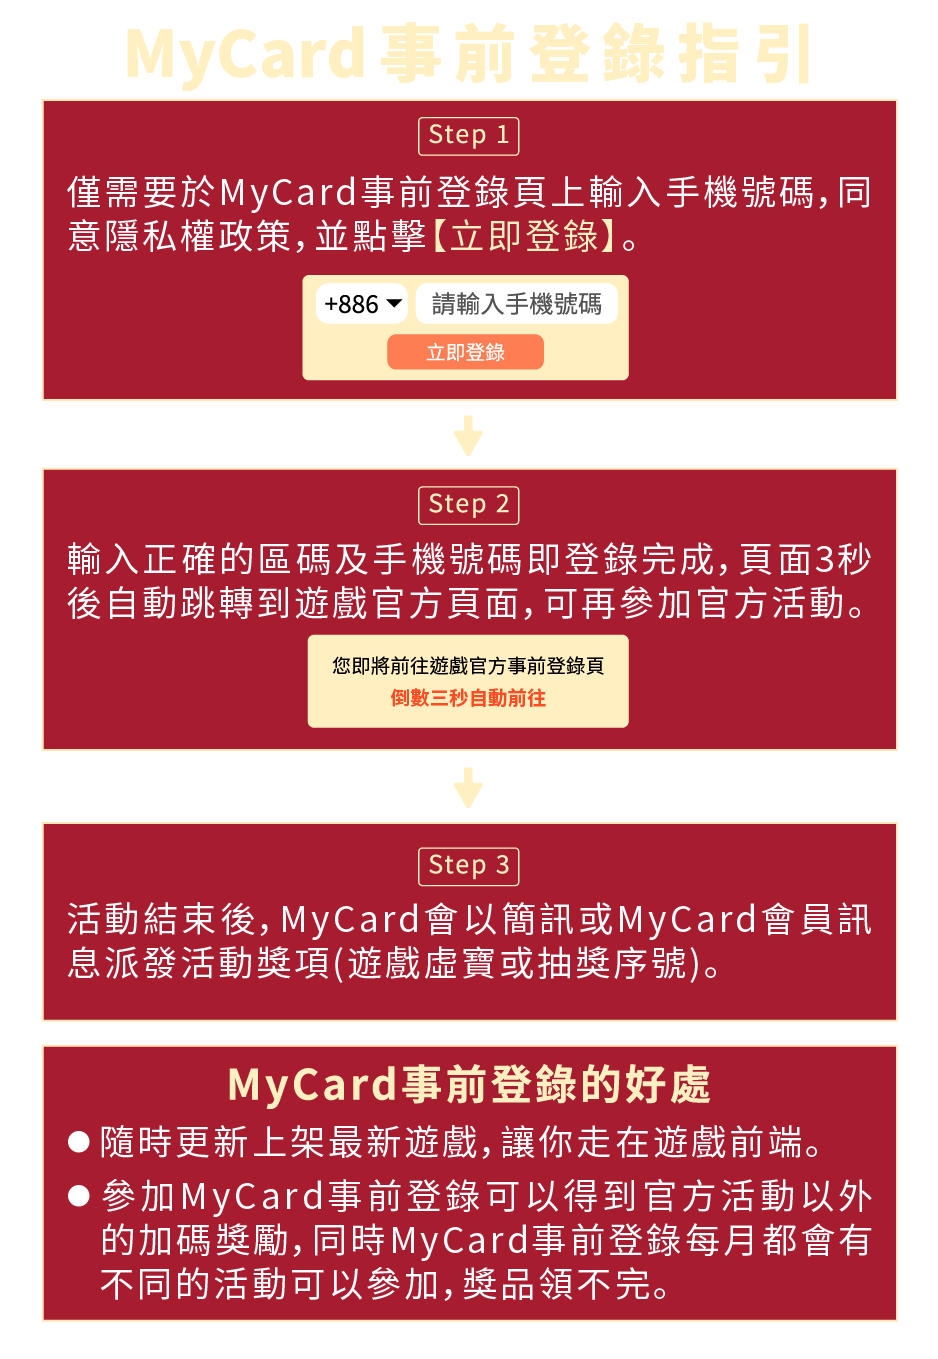 MyCard事前登錄指引
Step 1
僅需要於MyCard事前登錄頁上輸入手機號碼，同
意隱私權政策，並點擊【立即登錄】。
+886 請輸入手機號碼
立即登錄
Step 2
輸入正確的區碼及手機號碼即登錄完成，頁面3秒
後自動跳轉到遊戲官方頁面，可再參加官方活動。
您即將前往遊戲官方事前登錄頁
倒數三秒自動前往
Step 3
活動結束後，MyCard會以簡訊或MyCard會員訊
息派發活動獎項(遊戲虛寶或抽獎序號)。
MyCard事前登錄的好處
●隨時更新上架最新遊戲，讓你走在遊戲前端。
●參加MyCard事前登錄可以得到官方活動以外
的加碼獎勵，同時MyCard事前登錄每月都會有
不同的活動可以參加，獎品領不完。